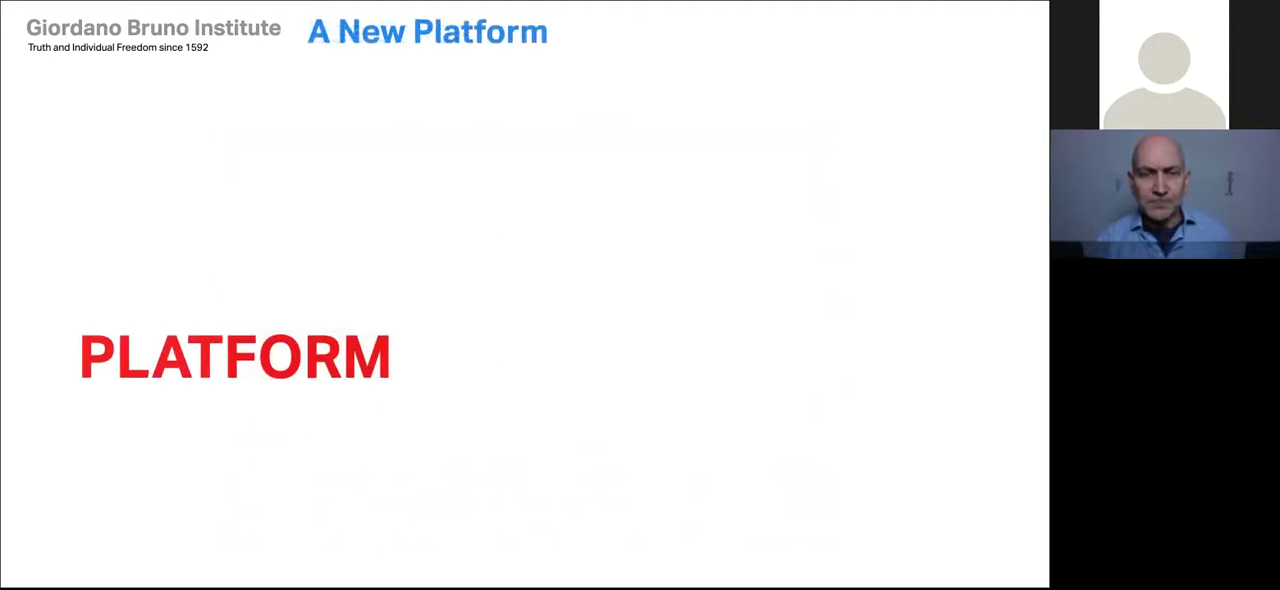 Giordano Bruno Institute
Truth and Individual Freedom since 1592
A New Platform
PLATFORM